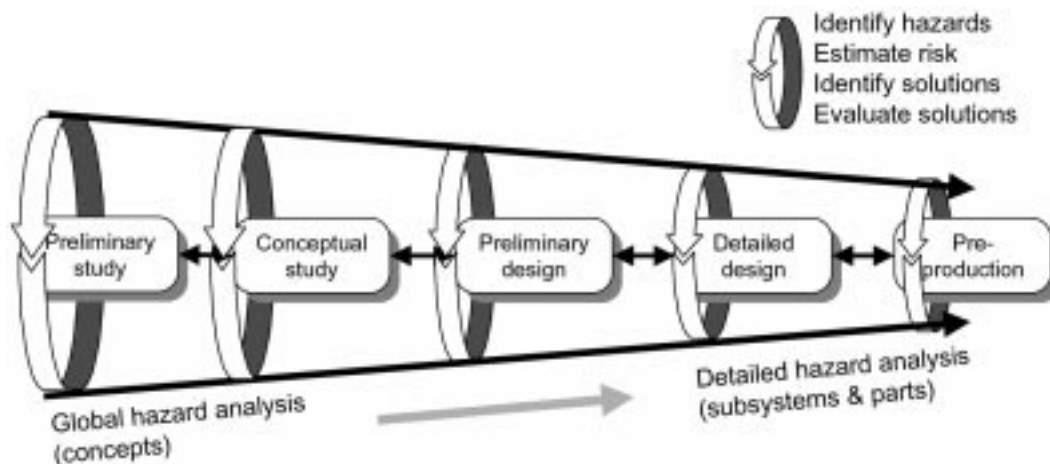 Identify hazards
Estimate risk
Identify solutions
Evaluate solutions
Preliminary
study
Conceptual
study
Preliminary
design
Detailed
design
Pre-
production
Global hazard analysis
(concepts)
Detailed hazard analysis
(subsystems & parts)